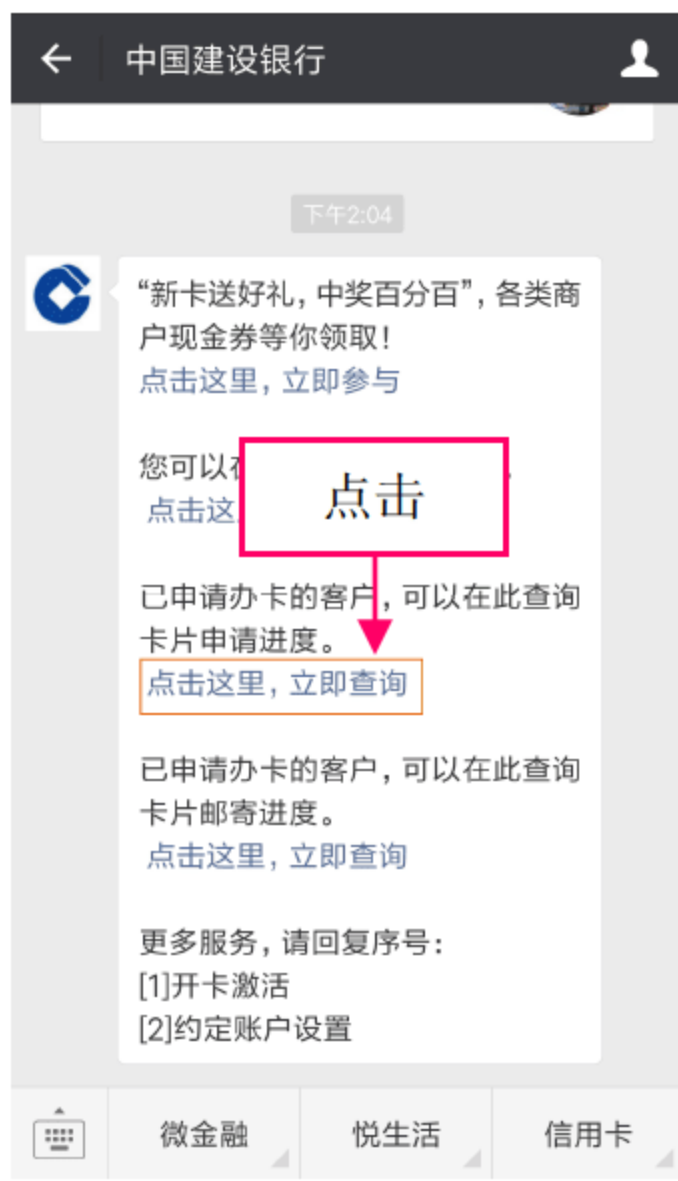 中国建设银行
下午2:04
“新卡送好礼，中奖百分百”，各类商
户现金券等你领取！
点击这里，立即参与
您可以
点击这
点击
已申请办卡的客户，可以在此查询
卡片申请进度。
点击这里，立即查询
已申请办卡的客户，可以在此查询
卡片邮寄进度。
点击这里，立即查询
更多服务，请回复序号：
[1]开卡激活
[2]约定账户设置
微金融
悦生活
信用卡